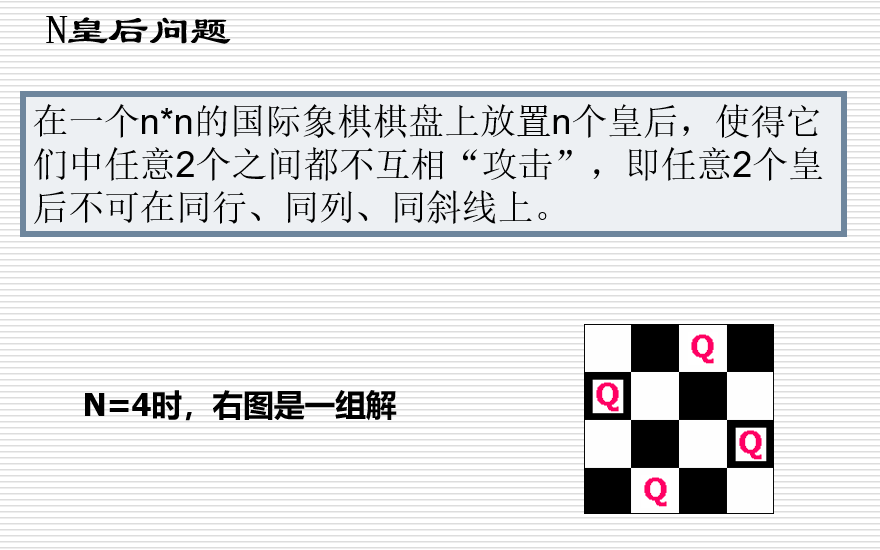 N皇后问题
在一个n*n的国际象棋棋盘上放置n个皇后，使得它
们中任意2个之间都不互相“攻击”，即任意2个皇
后不可在同行、同列、同斜线上。
Q
Q
N=4时，右图是一组解
Q
Q